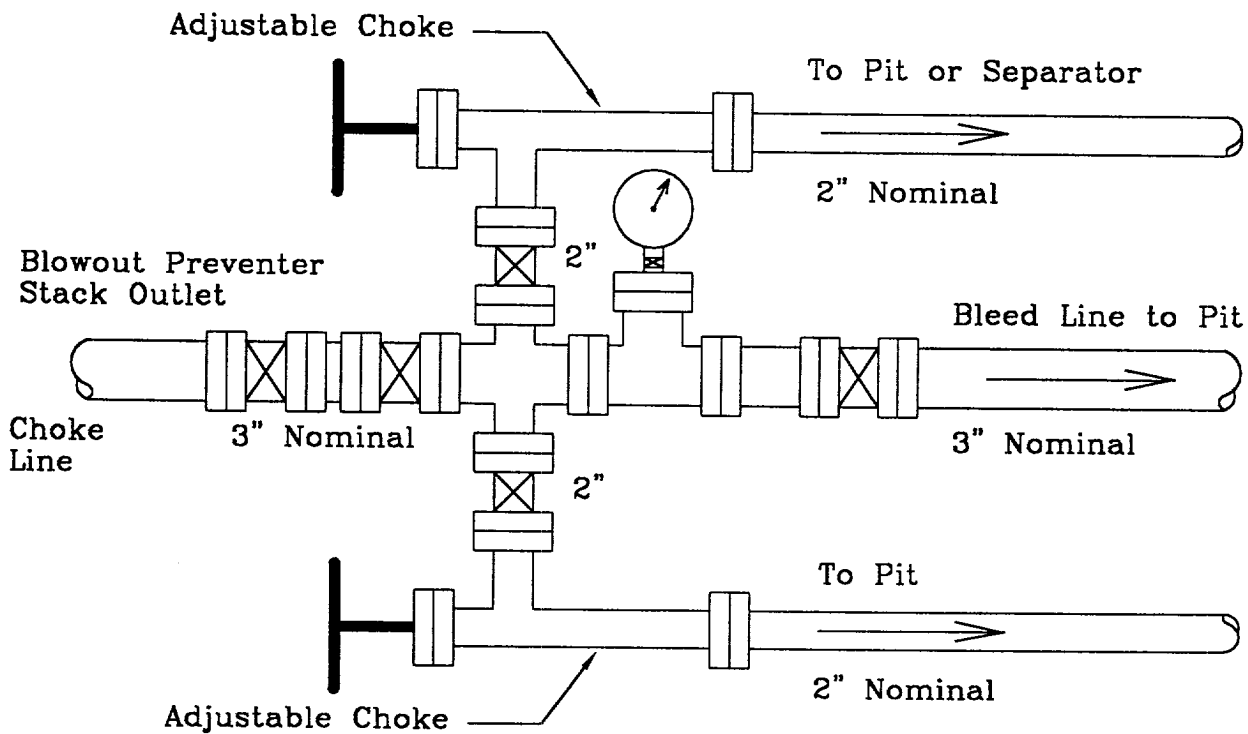 Adjustable Choke
To Pit or Separator
2" Nominal
2"
Blowout Preventer
Stack Outlet
Bleed Line to Pit
3" Nominal
3" Nominal
Choke
Line
2"
To Pit
2" Nominal
Adjustable Choke